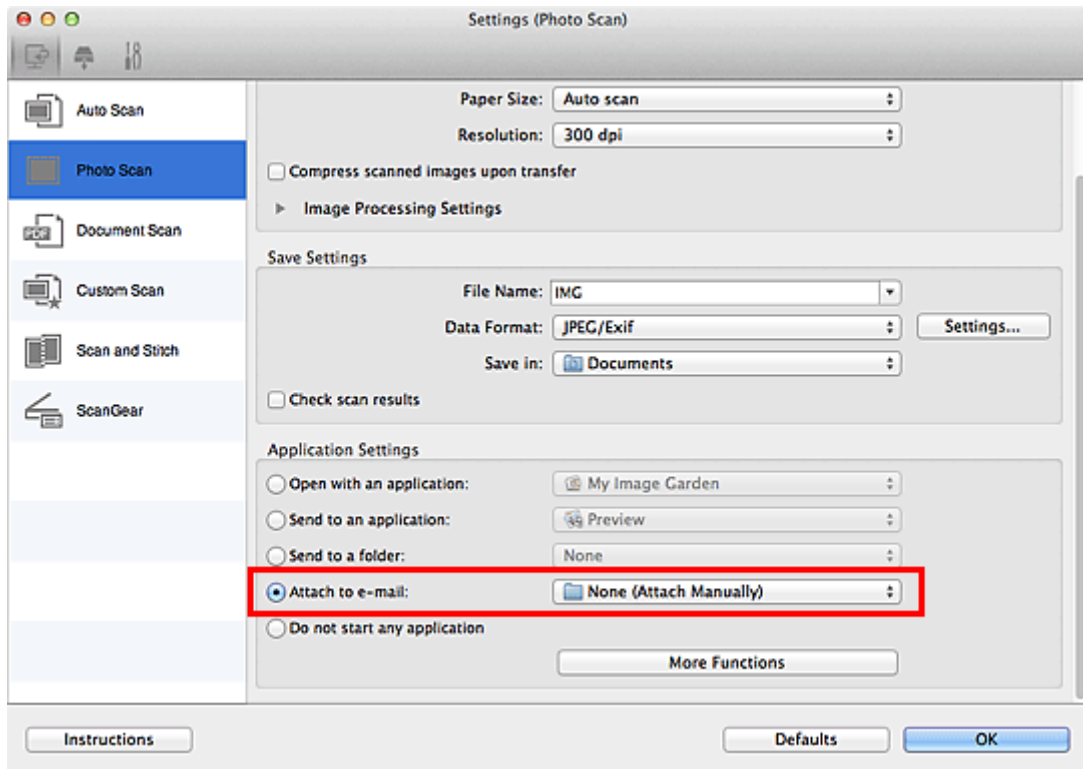 Settings (Photo Scan)
Auto Scan
Photo Scan
Document Scan
Custom Scan
Scan and Stitch
ScanGear
Paper Size: Auto scan
Resolution: 300 dpi
Compress scanned images upon transfer
Image Processing Settings
Save Settings
File Name: IMG
Data Format: JPEG/Exif Settings...
Save in: Documents
Check scan results
Application Settings
Open with an application: My Image Garden
Send to an application: Preview
Send to a folder: None
Attach to e-mail: None (Attach Manually)
Do not start any application
More Functions
Instructions Defaults OK